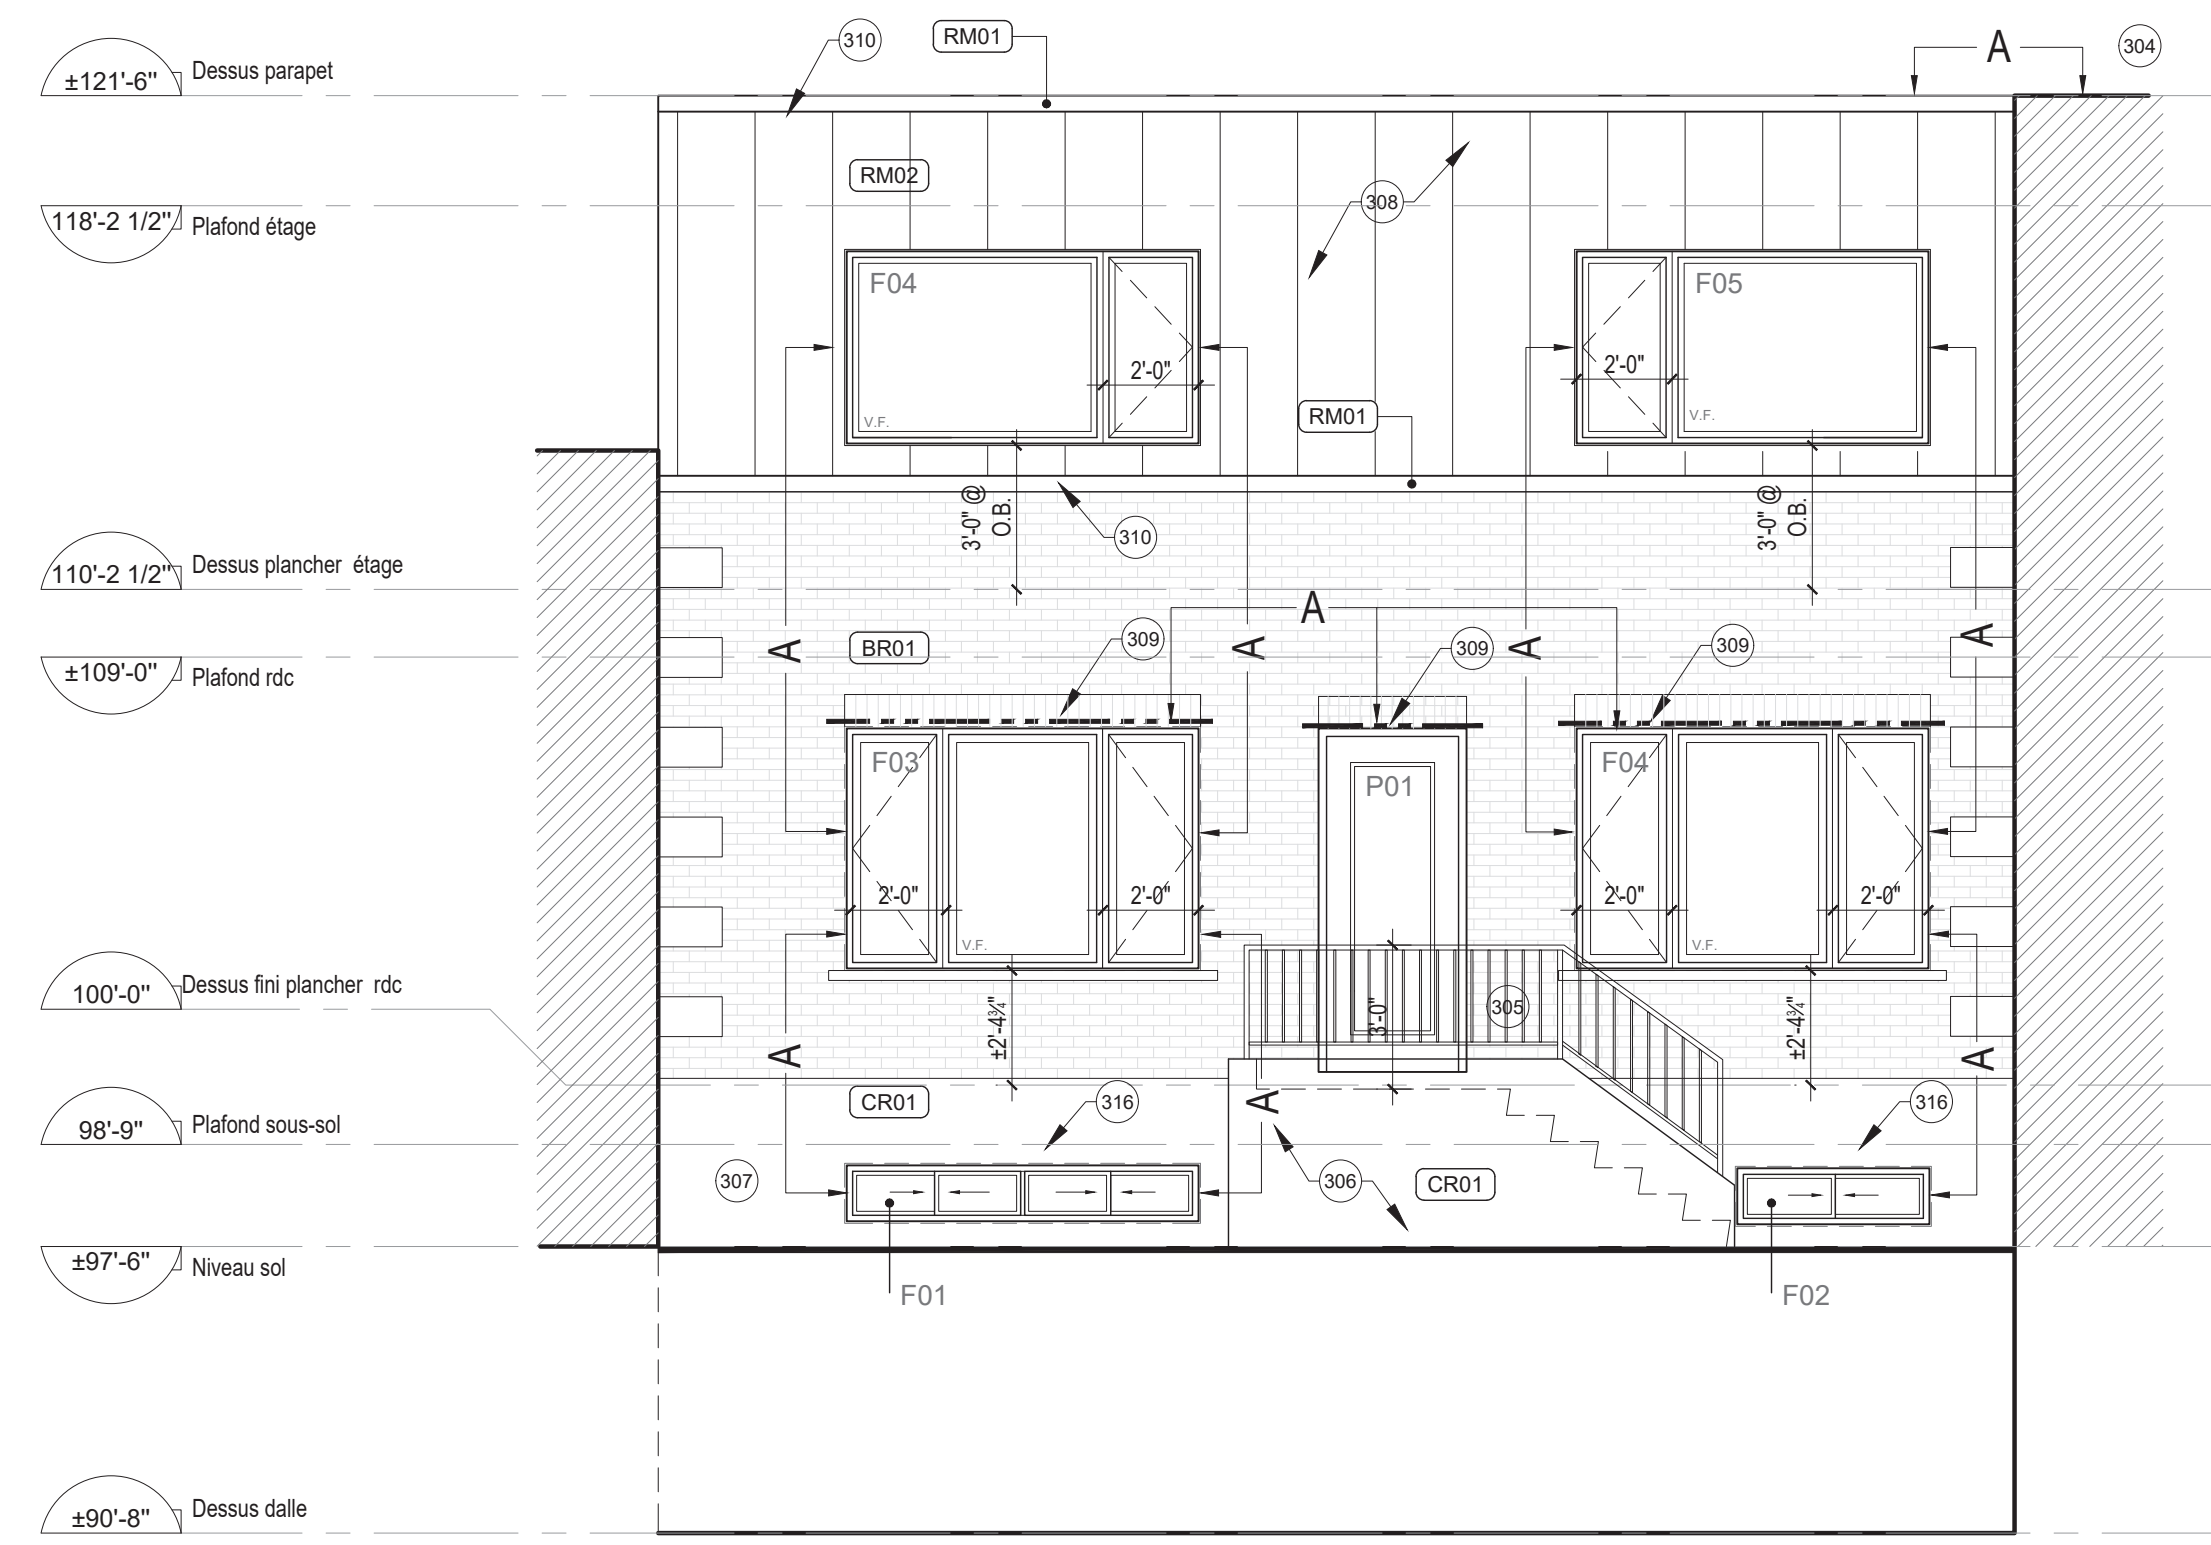 310
RM01
A
304
±121'-6"
Dessus parapet
RM02
308
118'-2 1/2"
Plafond étage
F04
F05
2'-0"
2'-0"
V.F.
V.F.
RM01
3'-0" @
O.B.
3'-0" @
O.B.
310
110'-2 1/2"
Dessus plancher étage
A
A
BR01
309
A
309
A
309
A
±109'-0"
Plafond rdc
F03
P01
F04
2'-0"
2'-0"
2'-0"
2'-0"
V.F.
V.F.
100'-0"
Dessus fini plancher rdc
±2'-4¾"
3'-0"
305
±2'-4¾"
A
A
A
CR01
316
316
98'-9"
Plafond sous-sol
307
306
CR01
±97'-6"
Niveau sol
F01
F02
±90'-8"
Dessus dalle